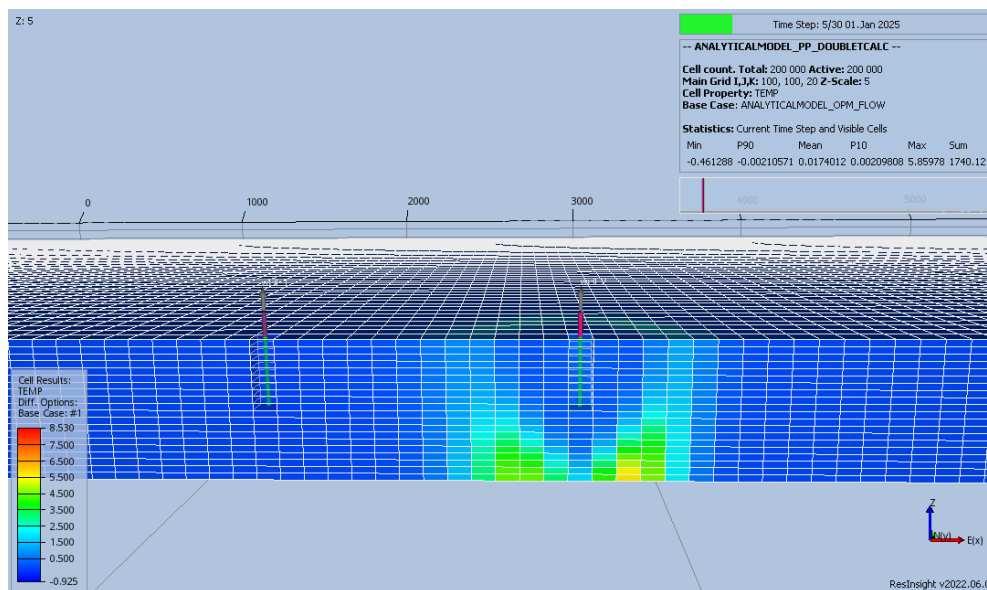 Z: 5
Time Step: 5/30 01.Jan 2025
-- ANALYTICALMODEL_PP_DOUBLETCALC --
Cell count. Total: 200 000 Active: 200 000
Main Grid I,J,K: 100, 100, 20 Z-Scale: 5
Cell Property: TEMP
Base Case: ANALYTICALMODEL_OPM_FLOW
Statistics: Current Time Step and Visible Cells
Min P90 Mean P10 Max Sum
-0.461288 -0.00210571 0.0174012 0.00209808 5.85978 1740.12
0 1000 2000 3000 4000 5000
Cell Results:
TEMP
Diff. Options:
Base Case: #1
8.530
7.500
6.500
5.500
4.500
3.500
2.500
1.500
0.500
-0.925
Z
N(y) E(x)
ResInsight v2022.06.0